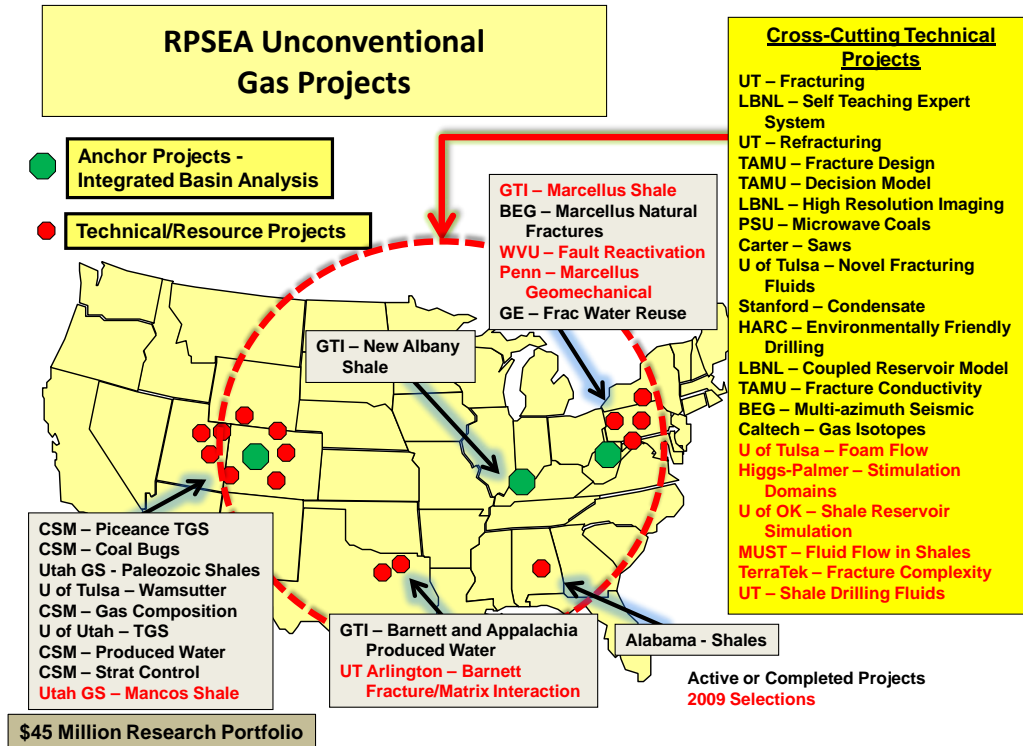 RPSEA Unconventional
Gas Projects
Anchor Projects -
Integrated Basin Analysis
Technical/Resource Projects
GTI – Marcellus Shale
BEG – Marcellus Natural
Fractures
WVU – Fault Reactivation
Penn – Marcellus
Geomechanical
GE – Frac Water Reuse
GTI – New Albany
Shale
CSM – Piceance TGS
CSM – Coal Bugs
Utah GS - Paleozoic Shales
U of Tulsa – Wamsutter
CSM – Gas Composition
U of Utah – TGS
CSM – Produced Water
CSM – Strat Control
Utah GS – Mancos Shale
GTI – Barnett and Appalachia
Produced Water
UT Arlington – Barnett
Fracture/Matrix Interaction
Alabama - Shales
Active or Completed Projects
2009 Selections
$45 Million Research Portfolio
Cross-Cutting Technical
Projects
UT – Fracturing
LBNL – Self Teaching Expert
System
UT – Refracturing
TAMU – Fracture Design
TAMU – Decision Model
LBNL – High Resolution Imaging
PSU – Microwave Coals
Carter – Saws
U of Tulsa – Novel Fracturing
Fluids
Stanford – Condensate
HARC – Environmentally Friendly
Drilling
LBNL – Coupled Reservoir Model
TAMU – Fracture Conductivity
BEG – Multi-azimuth Seismic
Caltech – Gas Isotopes
U of Tulsa – Foam Flow
Higgs-Palmer – Stimulation
Domains
U of OK – Shale Reservoir
Simulation
MUST – Fluid Flow in Shales
TerraTek – Fracture Complexity
UT – Shale Drilling Fluids